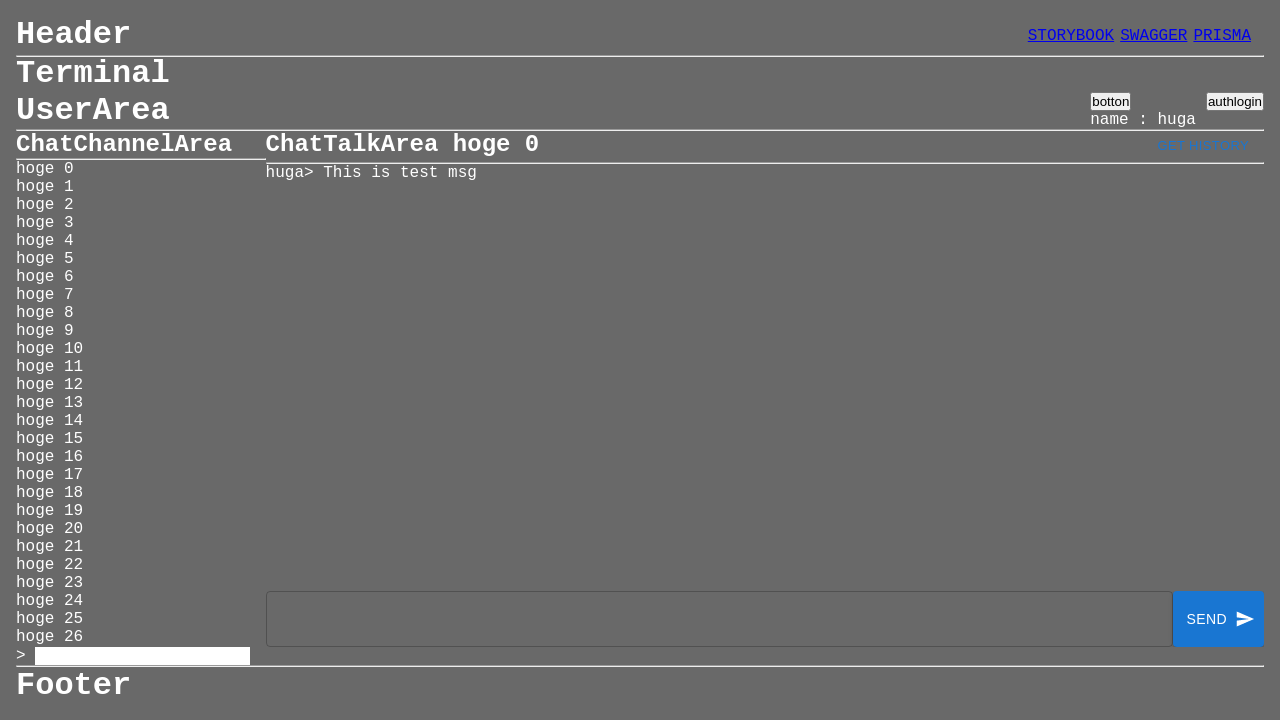 Header
STORYBOOK SWAGGER PRISMA
Terminal
UserArea
botton authlogin
name : huga
ChatChannelArea
ChatTalkArea hoge 0
GET HISTORY
huga> This is test msg
hoge 0
hoge 1
hoge 2
hoge 3
hoge 4
hoge 5
hoge 6
hoge 7
hoge 8
hoge 9
hoge 10
hoge 11
hoge 12
hoge 13
hoge 14
hoge 15
hoge 16
hoge 17
hoge 18
hoge 19
hoge 20
hoge 21
hoge 22
hoge 23
hoge 24
hoge 25
hoge 26
>
SEND
Footer